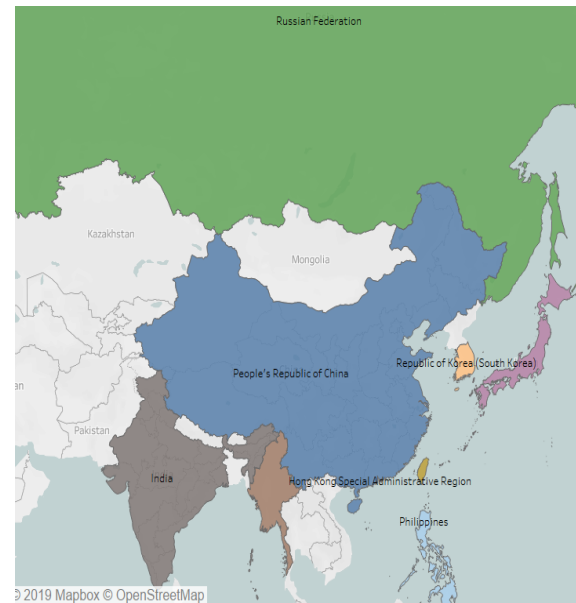 Russian Federation
Kazakhstan
Mongolia
Republic of Korea (South Korea)
People's Republic of China
an
Pakistan
India
Hong Kong Special Administrative Region
Philippines
© 2019 Mapbox © OpenStreetMap